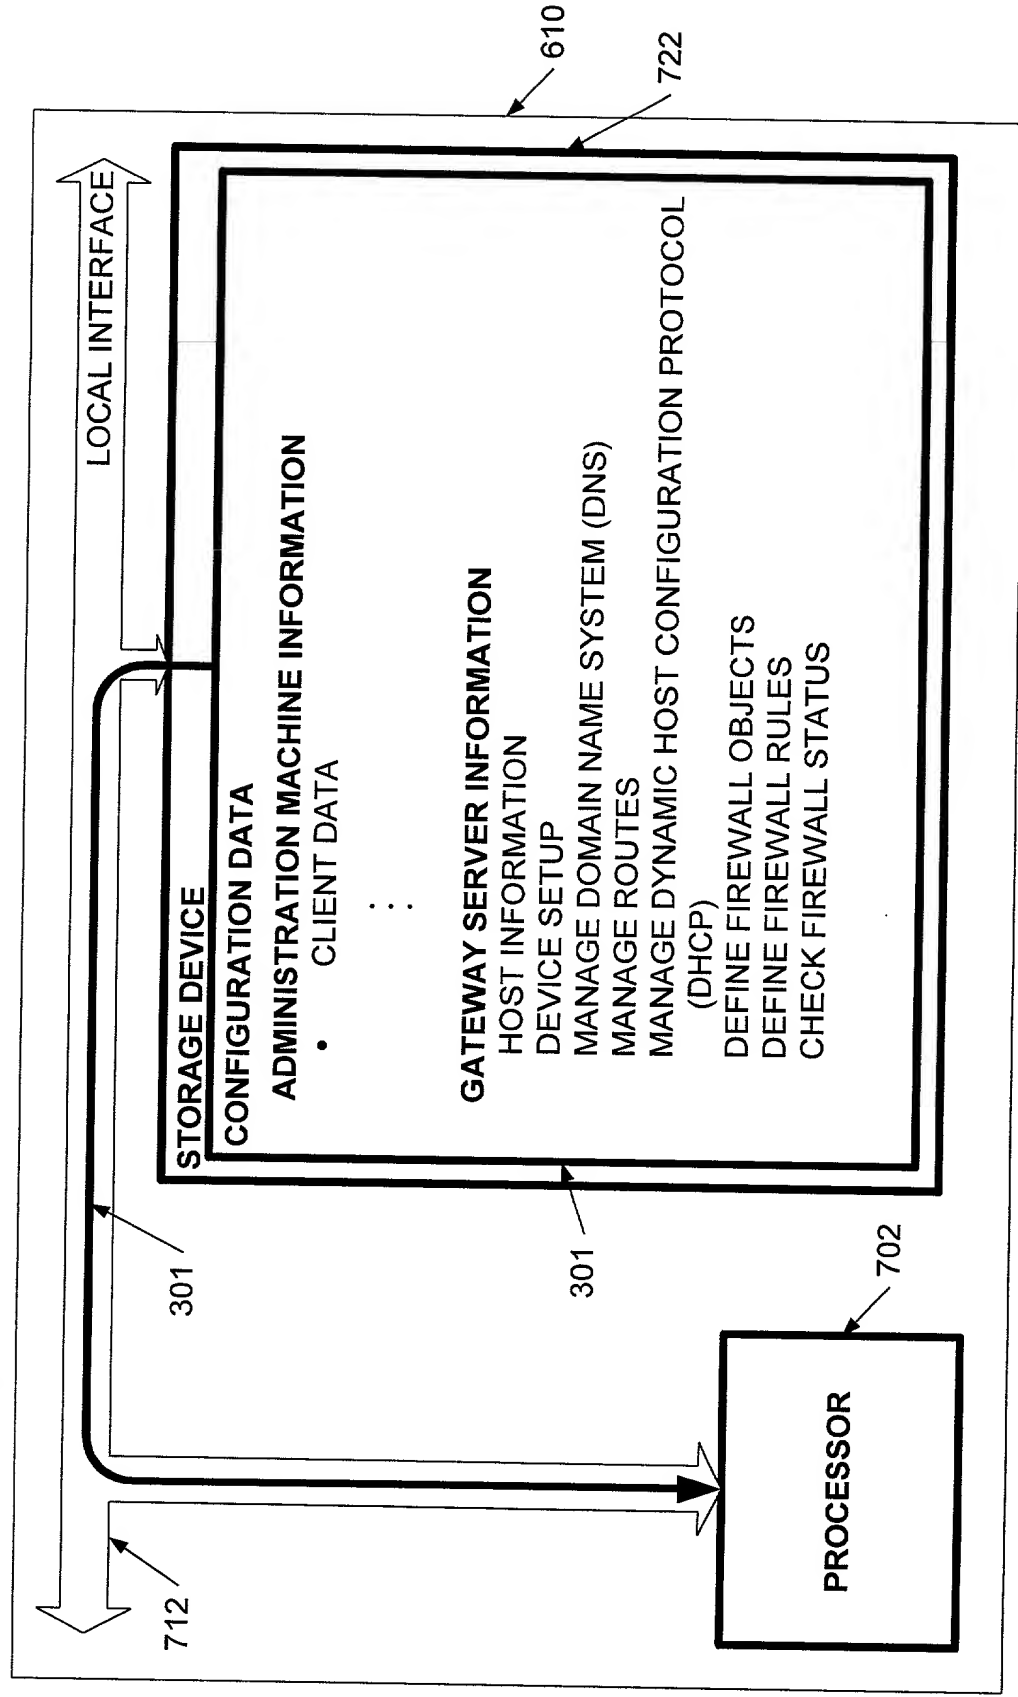 610
722
LOCAL INTERFACE
STORAGE DEVICE
CONFIGURATION DATA
ADMINISTRATION MACHINE INFORMATION
• CLIENT DATA
. . .
GATEWAY SERVER INFORMATION
HOST INFORMATION
DEVICE SETUP
MANAGE DOMAIN NAME SYSTEM (DNS)
MANAGE ROUTES
MANAGE DYNAMIC HOST CONFIGURATION PROTOCOL
(DHCP)
DEFINE FIREWALL OBJECTS
DEFINE FIREWALL RULES
CHECK FIREWALL STATUS
301
301
702
712
PROCESSOR